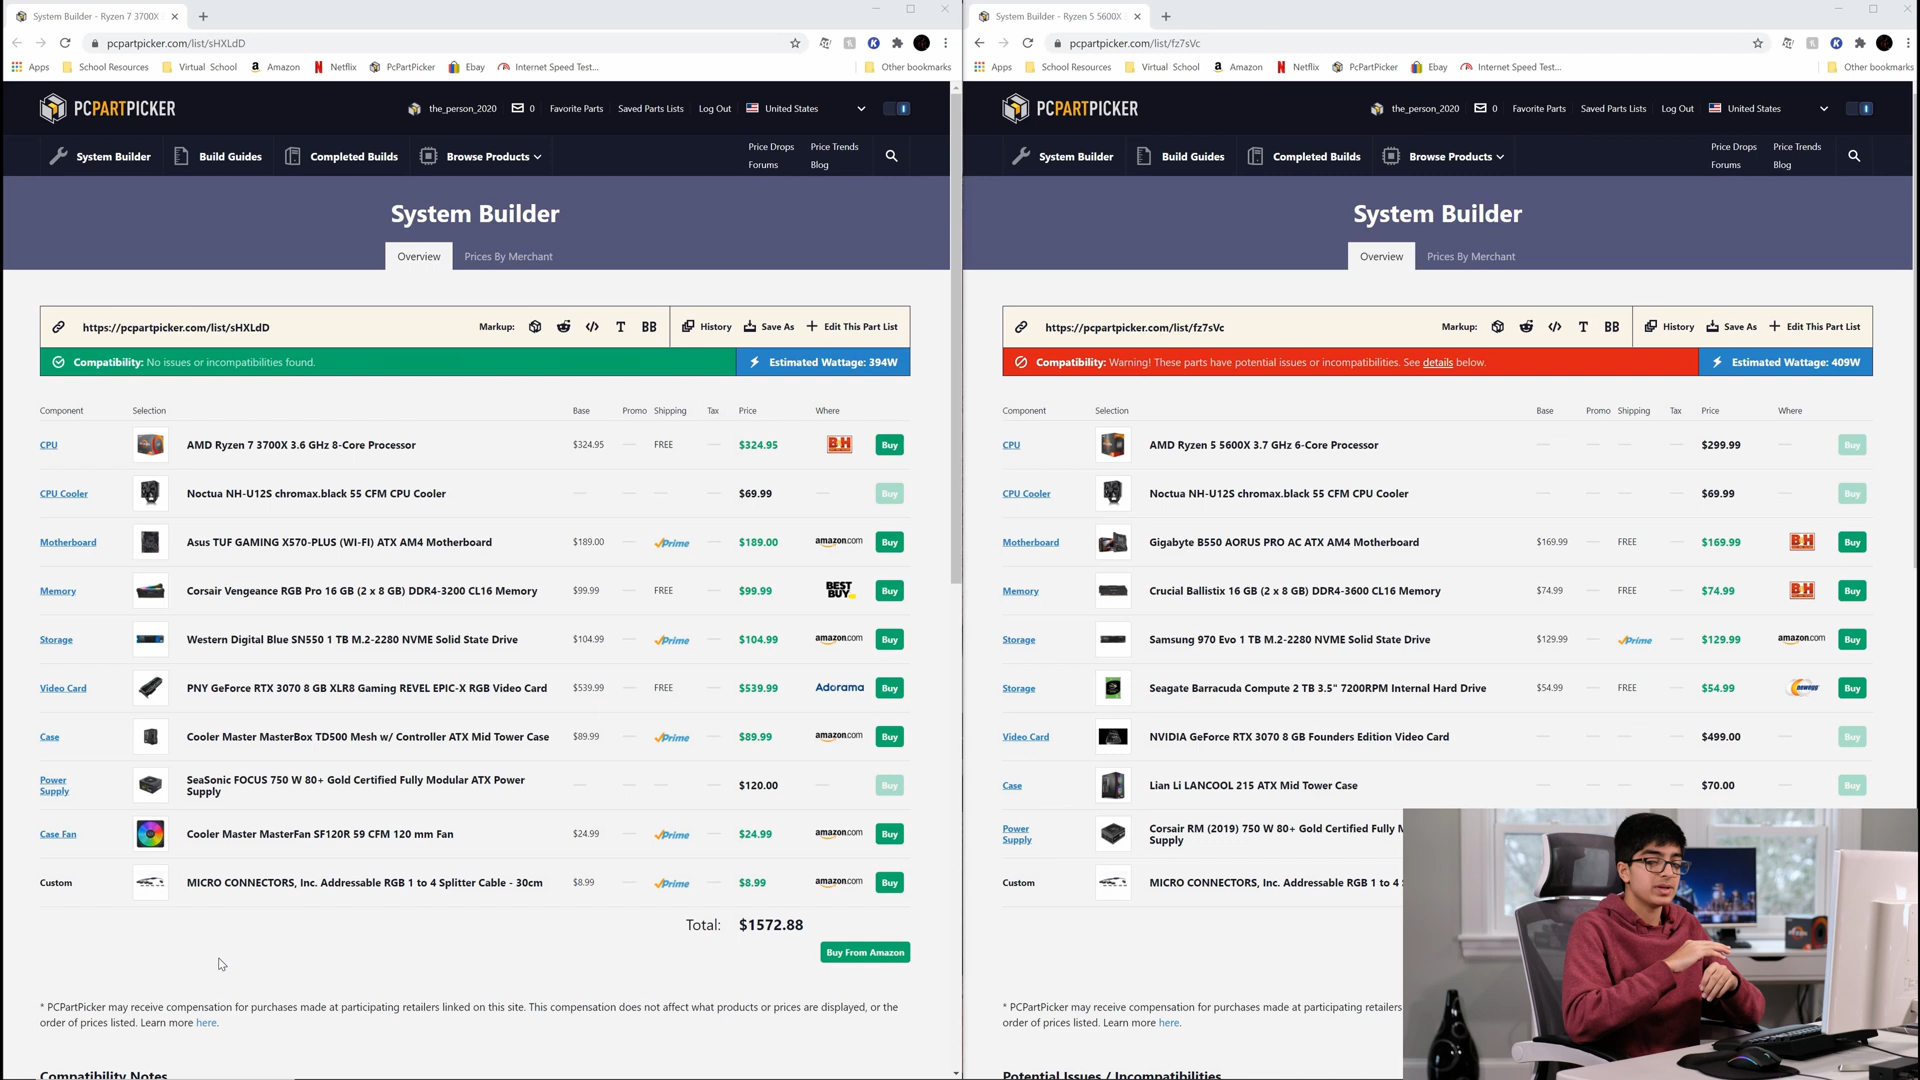 System Builder - Ryzen 7 3700X
pcpartpicker.com/list/sHXLdD
Apps School Resources Virtual School Amazon Netflix PcPartPicker Ebay Internet Speed Test... Other bookmarks
PCPARTPICKER
the_person_2020 0 Favorite Parts Saved Parts Lists Log Out United States
System Builder Build Guides Completed Builds Browse Products
Price Drops Price Trends
Forums Blog
System Builder
Overview Prices By Merchant
https://pcpartpicker.com/list/sHXLdD Markup: T BB History Save As + Edit This Part List
Compatibility: No issues or incompatibilities found. Estimated Wattage: 394W
Component Selection Base Promo Shipping Tax Price Where
CPU AMD Ryzen 7 3700X 3.6 GHz 8-Core Processor $324.95 — FREE — $324.95 B&H Buy
CPU Cooler Noctua NH-U12S chromax.black 55 CFM CPU Cooler — — — — $69.99 — Buy
Motherboard Asus TUF GAMING X570-PLUS (WI-FI) ATX AM4 Motherboard $189.00 — Prime — $189.00 amazon.com Buy
Memory Corsair Vengeance RGB Pro 16 GB (2 x 8 GB) DDR4-3200 CL16 Memory $99.99 — FREE — $99.99 BEST BUY Buy
Storage Western Digital Blue SN550 1 TB M.2-2280 NVME Solid State Drive $104.99 — Prime — $104.99 amazon.com Buy
Video Card PNY GeForce RTX 3070 8 GB XLR8 Gaming REVEL EPIC-X RGB Video Card $539.99 — FREE — $539.99 Adorama Buy
Case Cooler Master MasterBox TD500 Mesh w/ Controller ATX Mid Tower Case $89.99 — Prime — $89.99 amazon.com Buy
Power Supply SeaSonic FOCUS 750 W 80+ Gold Certified Fully Modular ATX Power
Supply — — — — $120.00 — Buy
Case Fan Cooler Master MasterFan SF120R 59 CFM 120 mm Fan $24.99 — Prime — $24.99 amazon.com Buy
Custom MICRO CONNECTORS, Inc. Addressable RGB 1 to 4 Splitter Cable - 30cm $8.99 — Prime — $8.99 amazon.com Buy
Total: $1572.88
Buy From Amazon
* PCPartPicker may receive compensation for purchases made at participating retailers linked on this site. This compensation does not affect what products or prices are displayed, or the
order of prices listed. Learn more here.
Compatibility Notes
System Builder - Ryzen 5 5600X
pcpartpicker.com/list/fz7sVc
Apps School Resources Virtual School Amazon Netflix PcPartPicker Ebay Internet Speed Test... Other bookmarks
PCPARTPICKER
the_person_2020 0 Favorite Parts Saved Parts Lists Log Out United States
System Builder Build Guides Completed Builds Browse Products
Price Drops Price Trends
Forums Blog
System Builder
Overview Prices By Merchant
https://pcpartpicker.com/list/fz7sVc Markup: T BB History Save As + Edit This Part List
Compatibility: Warning! These parts have potential issues or incompatibilities. See details below. Estimated Wattage: 409W
Component Selection Base Promo Shipping Tax Price Where
CPU AMD Ryzen 5 5600X 3.7 GHz 6-Core Processor — — — — $299.99 — Buy
CPU Cooler Noctua NH-U12S chromax.black 55 CFM CPU Cooler — — — — $69.99 — Buy
Motherboard Gigabyte B550 AORUS PRO AC ATX AM4 Motherboard $169.99 — FREE — $169.99 B&H Buy
Memory Crucial Ballistix 16 GB (2 x 8 GB) DDR4-3600 CL16 Memory $74.99 — FREE — $74.99 B&H Buy
Storage Samsung 970 Evo 1 TB M.2-2280 NVME Solid State Drive $129.99 — Prime — $129.99 amazon.com Buy
Storage Seagate Barracuda Compute 2 TB 3.5" 7200RPM Internal Hard Drive $54.99 — FREE — $54.99 newegg Buy
Video Card NVIDIA GeForce RTX 3070 8 GB Founders Edition Video Card — — — — $499.00 — Buy
Case Lian Li LANCOOL 215 ATX Mid Tower Case — — — — $70.00 — Buy
Power Supply Corsair RM (2019) 750 W 80+ Gold Certified Fully M
Supply
Custom MICRO CONNECTORS, Inc. Addressable RGB 1 to 4
* PCPartPicker may receive compensation for purchases made at participating retailers
order of prices listed. Learn more here.
Potential Issues / Incompatibilities